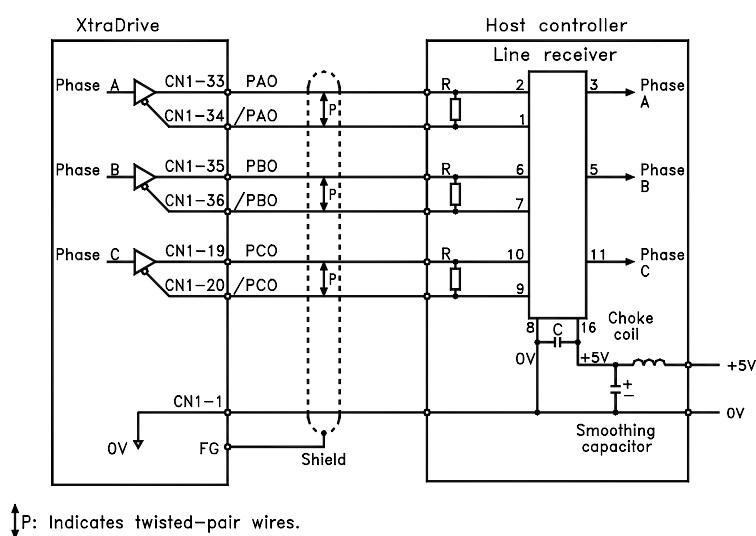 XtraDrive
Host controller
Line receiver
Phase A
CN1-33 PAO
R
2
3
Phase A
P
CN1-34 /PAO
1
Phase B
CN1-35 PBO
R
6
5
Phase B
P
CN1-36 /PBO
7
Phase C
CN1-19 PCO
R
10
11
Phase C
P
CN1-20 /PCO
9
8
C
16
Choke
coil
0V
+5V
+5V
+
-
CN1-1
0V
0V
FG
Shield
Smoothing
capacitor
P: Indicates twisted-pair wires.